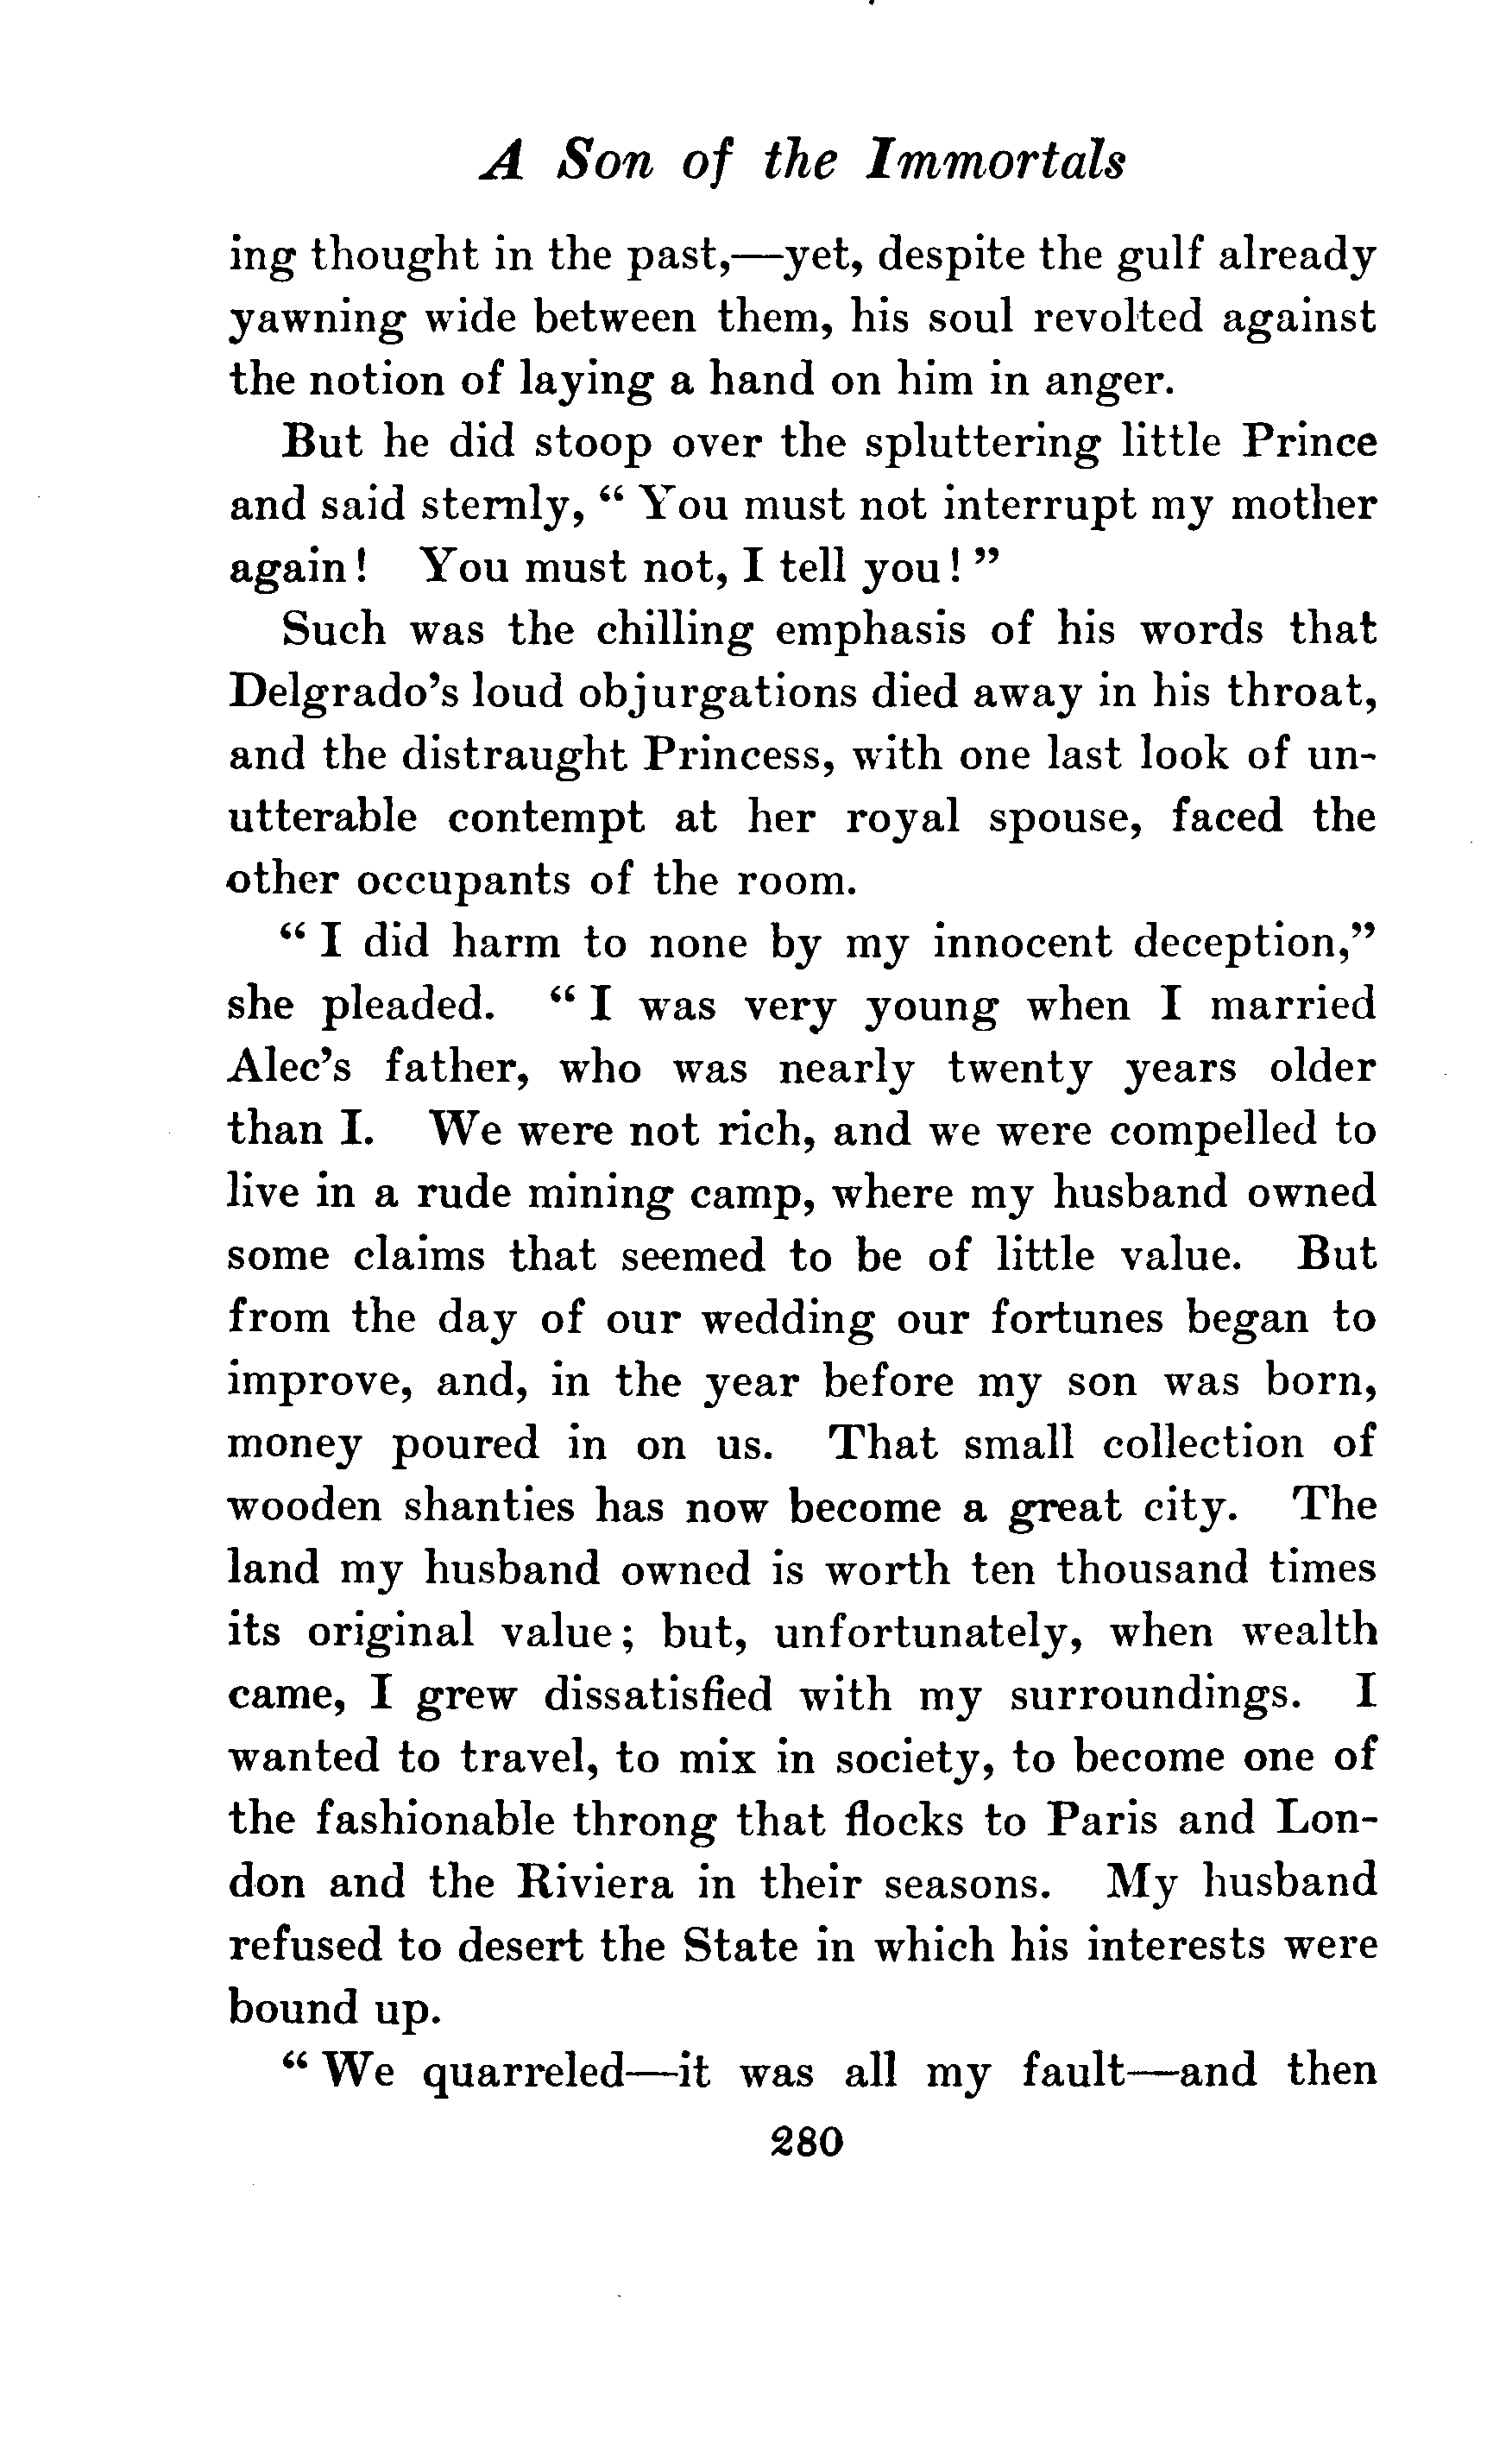 A Son of the Immortals
ing thought in the past,—yet, despite the gulf already
yawning wide between them, his soul revolted against
the notion of laying a hand on him in anger.
But he did stoop over the spluttering little Prince
and said sternly, “ You must not interrupt my mother
again! You must not, I tell you! ”
Such was the chilling emphasis of his words that
Delgrado’s loud objurgations died away in his throat,
and the distraught Princess, with one last look of un-
utterable contempt at her royal spouse, faced the
other occupants of the room.
“ I did harm to none by my innocent deception,”
she pleaded. “ I was very young when I married
Alec’s father, who was nearly twenty years older
than I. We were not rich, and we were compelled to
live in a rude mining camp, where my husband owned
some claims that seemed to be of little value. But
from the day of our wedding our fortunes began to
improve, and, in the year before my son was born,
money poured in on us. That small collection of
wooden shanties has now become a great city. The
land my husband owned is worth ten thousand times
its original value; but, unfortunately, when wealth
came, I grew dissatisfied with my surroundings. I
wanted to travel, to mix in society, to become one of
the fashionable throng that flocks to Paris and Lon-
don and the Riviera in their seasons. My husband
refused to desert the State in which his interests were
bound up.
“ We quarreled—it was all my fault—and then
280